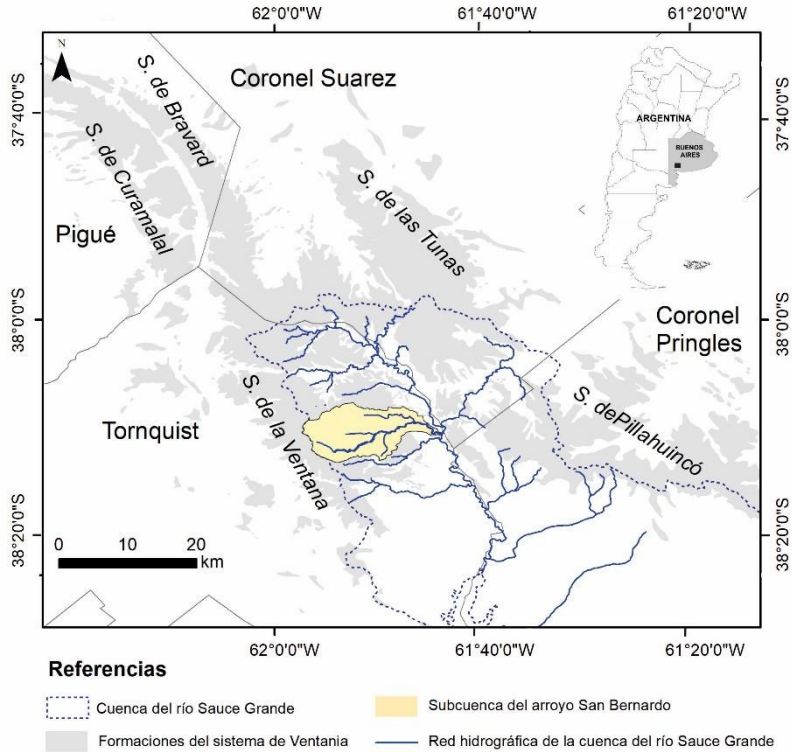 62°0'0"W
61°40'0"W
61°20'0"W
N
Coronel Suarez
S. de Bravard
S. de Curamalal
37°40'0"S
37°40'0"S
ARGENTINA
BUENOS
AIRES
Pigué
S. de las Tunas
38°0'0"S
38°0'0"S
Coronel
Pringles
Tornquist
S. de la Ventana
S. dePillahuincó
38°20'0"S
38°20'0"S
0 10 20
km
62°0'0"W
61°40'0"W
61°20'0"W
Referencias
Cuenca del río Sauce Grande
Subcuenca del arroyo San Bernardo
Formaciones del sistema de Ventania
Red hidrográfica de la cuenca del río Sauce Grande